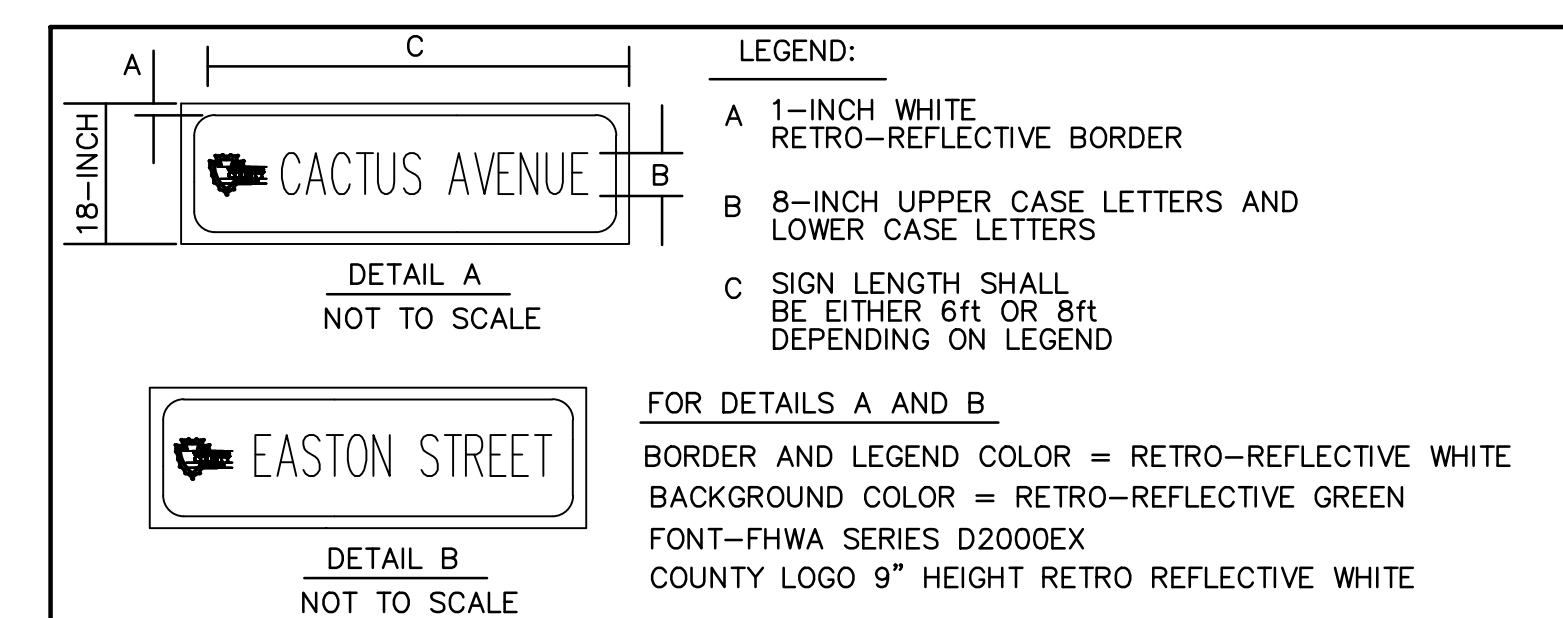 A
C
18-INCH
CACTUS AVENUE
B
DETAIL A
NOT TO SCALE
LEGEND:
A 1-INCH WHITE
RETRO-REFLECTIVE BORDER
B 8-INCH UPPER CASE LETTERS AND
LOWER CASE LETTERS
C SIGN LENGTH SHALL
BE EITHER 6ft OR 8ft
DEPENDING ON LEGEND
EASTON STREET
DETAIL B
NOT TO SCALE
FOR DETAILS A AND B
BORDER AND LEGEND COLOR = RETRO-REFLECTIVE WHITE
BACKGROUND COLOR = RETRO-REFLECTIVE GREEN
FONT-FHWA SERIES D2000EX
COUNTY LOGO 9” HEIGHT RETRO REFLECTIVE WHITE